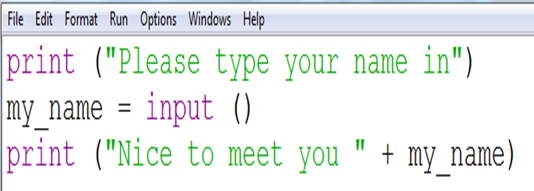 File Edit Format Run Options Windows Help
print ("Please type your name in")
my_name = input ()
print ("Nice to meet you " + my_name)